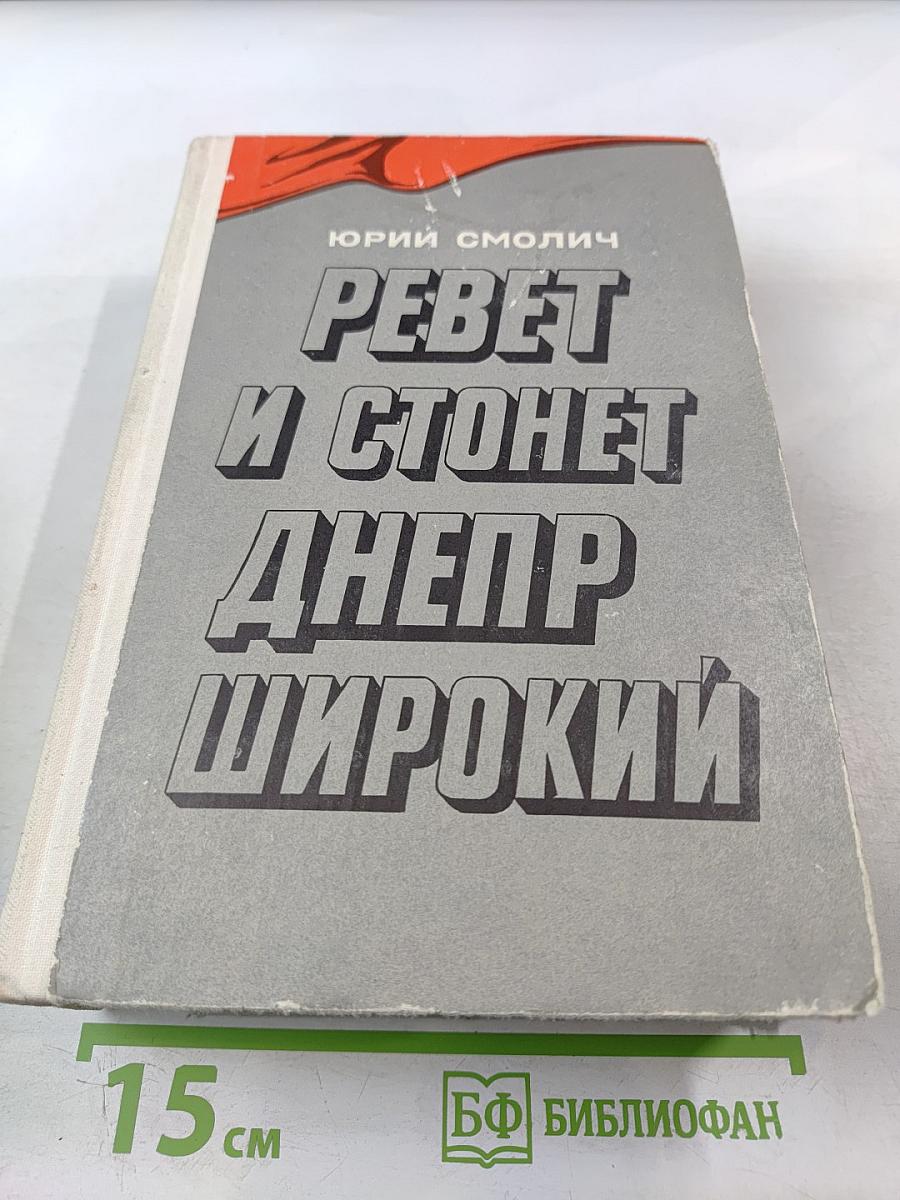 ЮРИЙ СМОЛИЧ
РЕВЕТ
И СТОНЕТ
ДНЕПР
ШИРОКИЙ
15 см
БФ БИБЛИОФАН